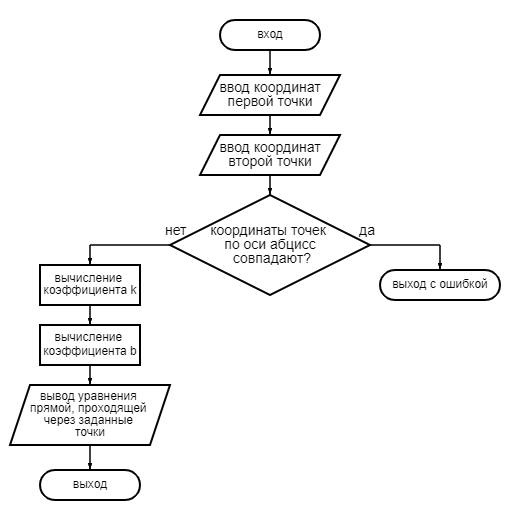 вход
ввод координат
первой точки
ввод координат
второй точки
нет
да
координаты точек
по оси абцисс
совпадают?
вычисление
коэффициента k
выход с ошибкой
вычисление
коэффициента b
вывод уравнения
прямой, проходящей
через заданные
точки
выход